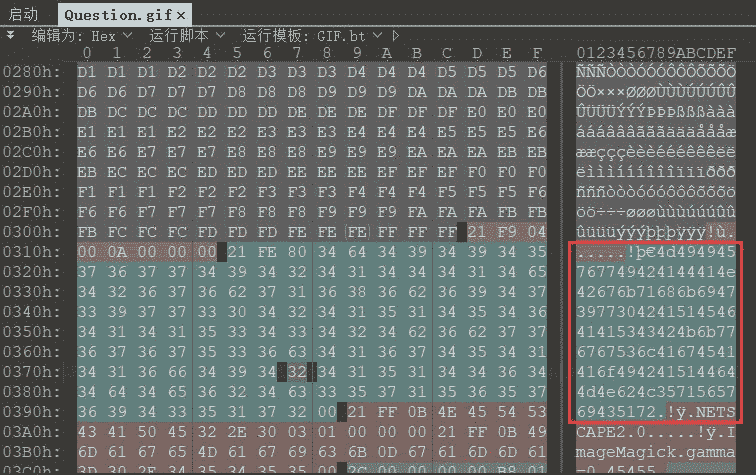 启动 Question.gif ×
编辑为: Hex 运行脚本 运行模板: GIF.bt
0 1 2 3 4 5 6 7 8 9 A B C D E F 0123456789ABCDEF
0280h: D1 D1 D1 D2 D2 D2 D3 D3 D3 D4 D4 D4 D5 D5 D5 D6 ÑÑÑÒÒÒÓÓÓÔÔÔÕÕÕÖ
0290h: D6 D6 D7 D7 D7 D8 D8 D8 D9 D9 D9 DA DA DA DB DB ÖÖ×××ØØØÙÙÙÚÚÚÛÛ
02A0h: DB DC DC DC DD DD DD DE DE DE DF DF DF E0 E0 E0 ÛÜÜÜÝÝÝÞÞÞßßßààà
02B0h: E1 E1 E1 E2 E2 E2 E3 E3 E3 E4 E4 E4 E5 E5 E5 E6 áááâââãããäääåååæ
02C0h: E6 E6 E7 E7 E7 E8 E8 E8 E9 E9 E9 EA EA EA EB EB ææçççèèèéééêêêëë
02D0h: EB EC EC EC ED ED ED EE EE EE EF EF EF F0 F0 F0 ëìììíííîîîïïïððð
02E0h: F1 F1 F1 F2 F2 F2 F3 F3 F3 F4 F4 F4 F5 F5 F5 F6 ñññòòòóóóôôôõõõö
02F0h: F6 F6 F7 F7 F7 F8 F8 F8 F9 F9 F9 FA FA FA FB FB öö÷÷÷øøøùùùúúúûû
0300h: FB FC FC FC FD FD FD FE FE FE FF FF FF 21 F9 04 ûüüüýýýþþþÿÿÿ!ù.
0310h: 00 0A 00 00 00 21 FE 80 34 64 34 39 34 39 34 35 .....!þ€4d494945
0320h: 37 36 37 37 34 39 34 32 34 31 34 34 34 31 34 65 767749424144414e
0330h: 34 32 36 37 36 62 37 31 36 38 36 62 36 39 34 37 42676b71686b6947
0340h: 33 39 37 37 33 30 34 32 34 31 35 31 34 35 34 36 3977304241514546
0350h: 34 31 34 31 35 33 34 33 34 32 34 62 36 62 37 37 41415343424b6b77
0360h: 36 37 36 37 35 33 36 63 34 31 36 37 34 35 34 31 6767536c41674541
0370h: 34 31 36 66 34 39 34 32 34 31 35 31 34 34 36 34 416f494241514464
0380h: 34 64 34 65 36 32 34 63 33 35 37 31 35 36 35 37 4d4e624c35715657
0390h: 36 39 34 33 35 31 37 32 00 21 FF 0B 4E 45 54 53 69435172.!ÿ.NETS
03A0h: 43 41 50 45 32 2E 30 03 01 00 00 00 21 FF 0B 49 CAPE2.0.....!ÿ.I
03B0h: 6D 61 67 65 4D 61 67 69 63 6B 0D 67 61 6D 6D 61 mageMagick.gamma